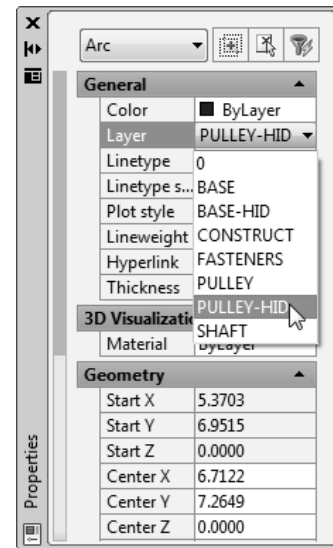 Arc
General
Color ByLayer
Layer PULLEY-HID
Linetype 0
Linetype s... BASE
Plot style BASE-HID
Lineweight CONSTRUCT
Hyperlink FASTENERS
Thickness PULLEY
PULLEY-HID
3D Visualizatio
SHAFT
Material ByLayer
Geometry
Start X 5.3703
Start Y 6.9515
Start Z 0.0000
Center X 6.7122
Center Y 7.2649
Center Z 0.0000
Properties